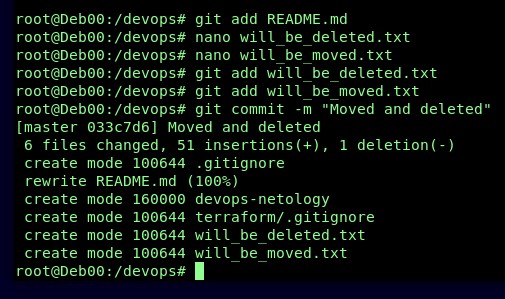 root@Deb00:/devops# git add README.md
root@Deb00:/devops# nano will_be_deleted.txt
root@Deb00:/devops# nano will_be_moved.txt
root@Deb00:/devops# git add will_be_deleted.txt
root@Deb00:/devops# git add will_be_moved.txt
root@Deb00:/devops# git commit -m "Moved and deleted"
[master 033c7d6] Moved and deleted
 6 files changed, 51 insertions(+), 1 deletion(-)
 create mode 100644 .gitignore
 rewrite README.md (100%)
 create mode 160000 devops-netology
 create mode 100644 terraform/.gitignore
 create mode 100644 will_be_deleted.txt
 create mode 100644 will_be_moved.txt
root@Deb00:/devops#